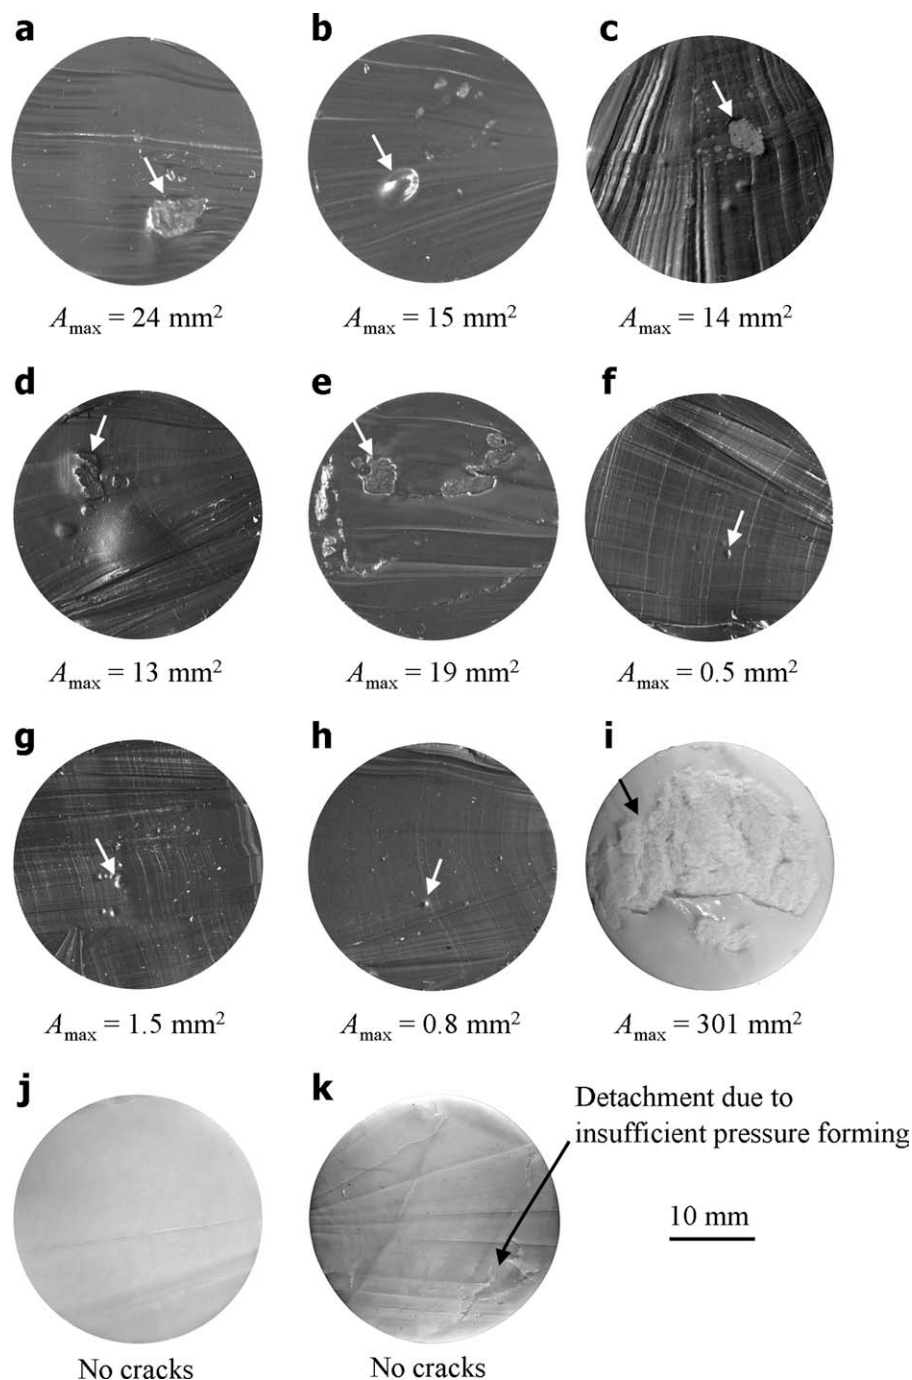 a
b
c
A_max = 24 mm²
A_max = 15 mm²
A_max = 14 mm²
d
e
f
A_max = 13 mm²
A_max = 19 mm²
A_max = 0.5 mm²
g
h
i
A_max = 1.5 mm²
A_max = 0.8 mm²
A_max = 301 mm²
j
k
Detachment due to
insufficient pressure forming
10 mm
No cracks
No cracks